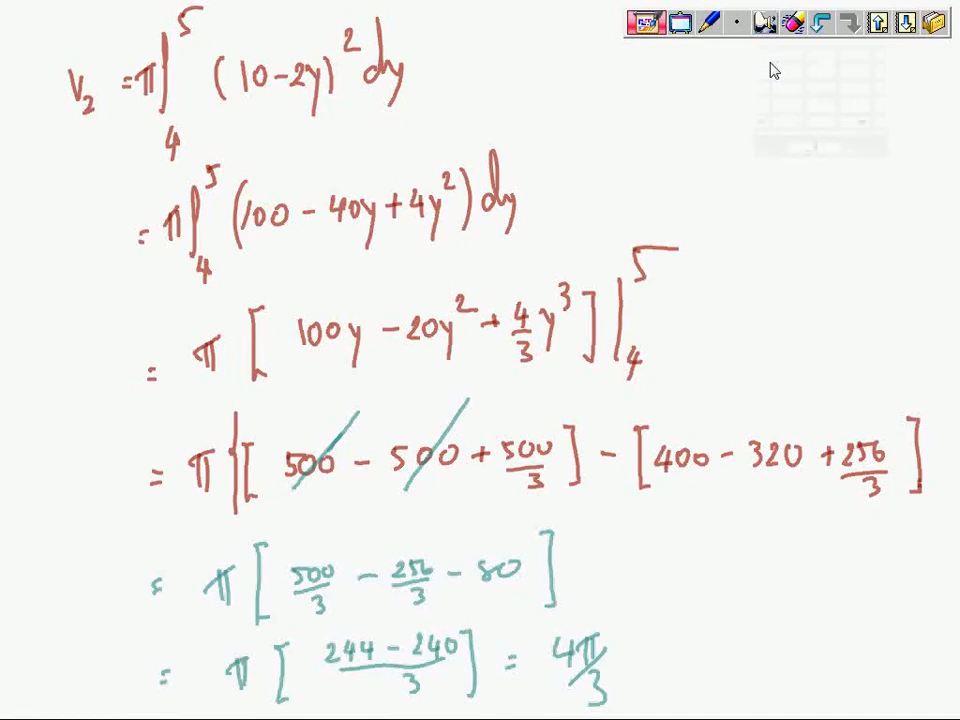 V₂ = π ∫₄⁵ (10 - 2y)² dy
= π ∫₄⁵ (100 - 40y + 4y²) dy
= π [ 100y - 20y² + 4/3 y³ ] |₄⁵
= π { [ 500 - 500 + 500/3 ] - [ 400 - 320 + 256/3 ]
= π [ 500/3 - 256/3 - 80 ]
= π [ (244 - 240)/3 ] = 4π/3